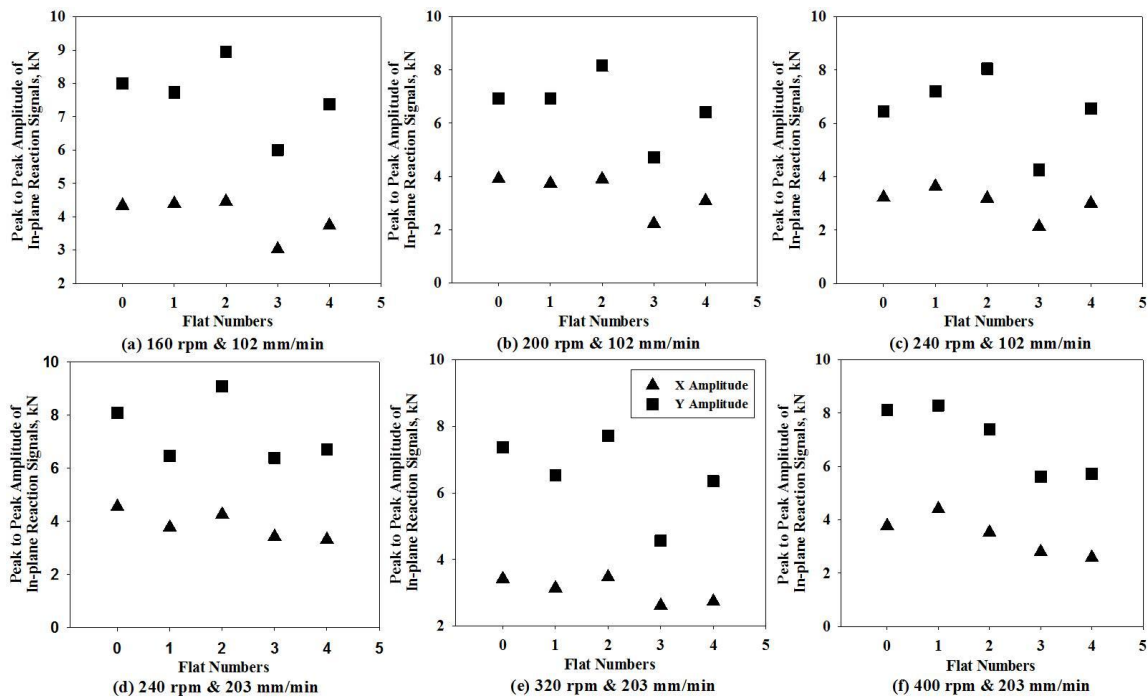 Peak to Peak Amplitude of
In-plane Reaction Signals, kN
10
9
8
7
6
5
4
3
2
0 1 2 3 4 5
Flat Numbers
(a) 160 rpm & 102 mm/min
Peak to Peak Amplitude of
In-plane Reaction Signals, kN
10
8
6
4
2
0
0 1 2 3 4 5
Flat Numbers
(b) 200 rpm & 102 mm/min
Peak to Peak Amplitude of
In-plane Reaction Signals, kN
10
8
6
4
2
0
0 1 2 3 4 5
Flat Numbers
(c) 240 rpm & 102 mm/min
Peak to Peak Amplitude of
In-plane Reaction Signals, kN
10
8
6
4
2
0
0 1 2 3 4 5
Flat Numbers
(d) 240 rpm & 203 mm/min
Peak to Peak Amplitude of
In-plane Reaction Signals, kN
10
8
6
4
2
X Amplitude
Y Amplitude
0 1 2 3 4 5
Flat Numbers
(e) 320 rpm & 203 mm/min
Peak to Peak Amplitude of
In-plane Reaction Signals, kN
10
8
6
4
2
0
0 1 2 3 4 5
Flat Numbers
(f) 400 rpm & 203 mm/min